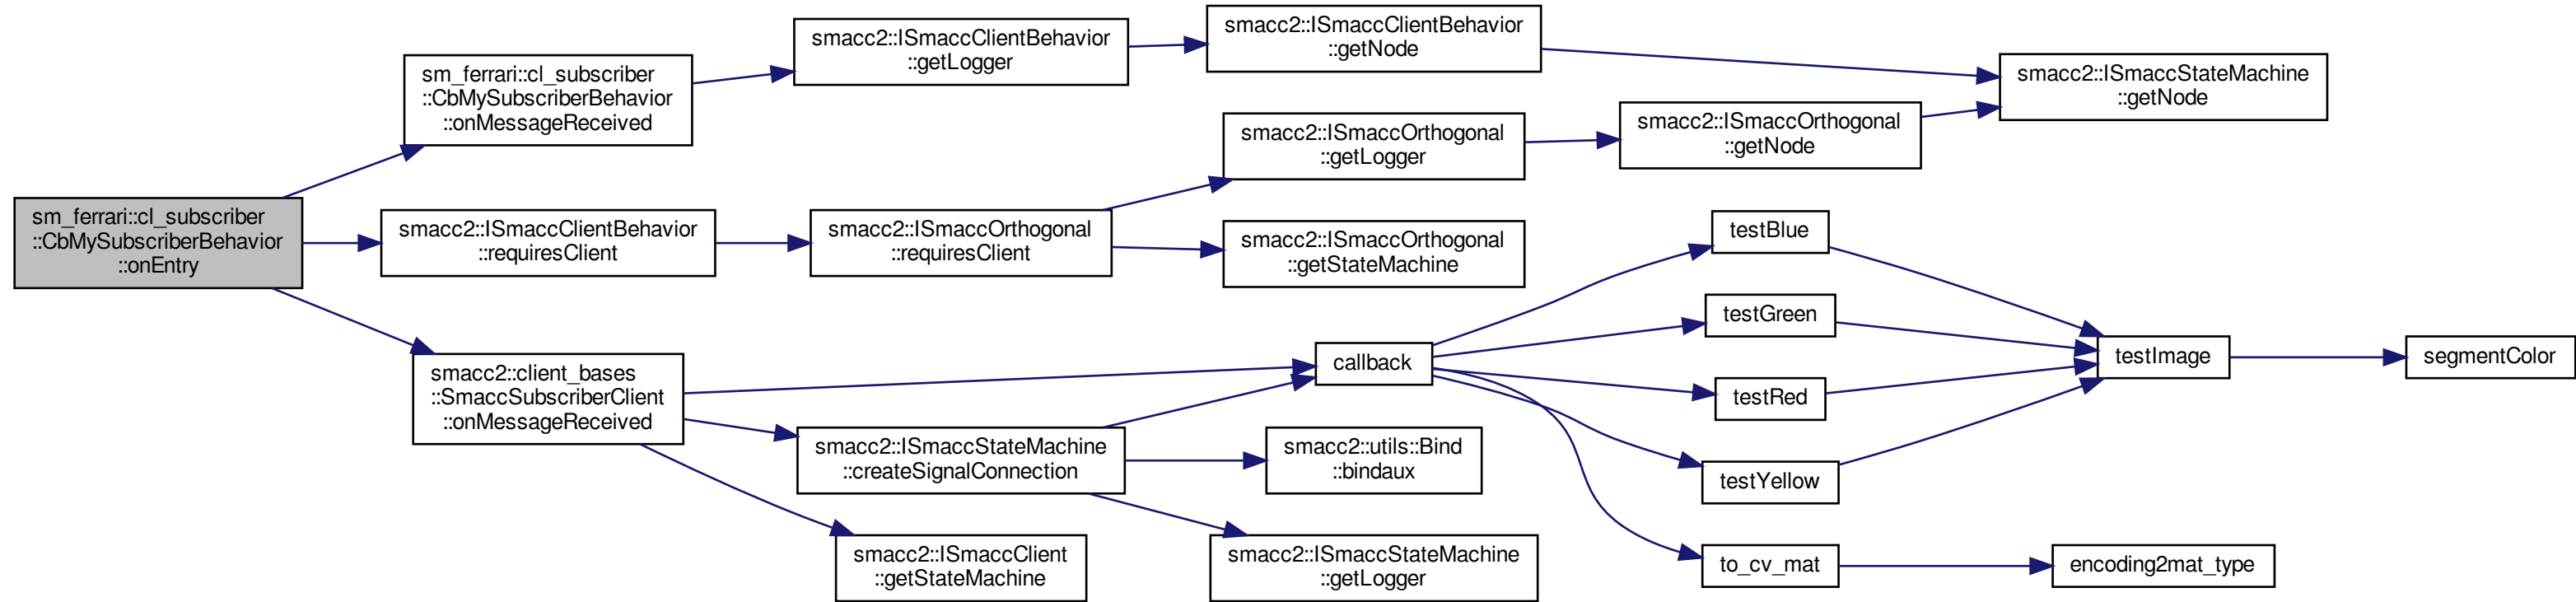 sm_ferrari::cl_subscriber
::CbMySubscriberBehavior
::onEntry
sm_ferrari::cl_subscriber
::CbMySubscriberBehavior
::onMessageReceived
smacc2::ISmaccClientBehavior
::getLogger
smacc2::ISmaccClientBehavior
::getNode
smacc2::ISmaccStateMachine
::getNode
smacc2::ISmaccClientBehavior
::requiresClient
smacc2::ISmaccOrthogonal
::requiresClient
smacc2::ISmaccOrthogonal
::getLogger
smacc2::ISmaccOrthogonal
::getNode
smacc2::ISmaccOrthogonal
::getStateMachine
smacc2::client_bases
::SmaccSubscriberClient
::onMessageReceived
callback
testBlue
testGreen
testRed
testYellow
testImage
segmentColor
to_cv_mat
encoding2mat_type
smacc2::ISmaccStateMachine
::createSignalConnection
smacc2::utils::Bind
::bindaux
smacc2::ISmaccStateMachine
::getLogger
smacc2::ISmaccClient
::getStateMachine